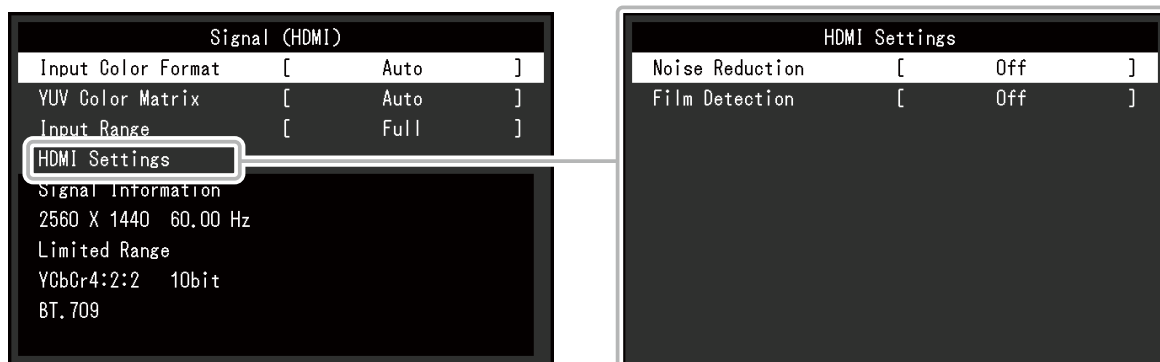 Signal (HDMI)
Input Color Format [ Auto ]
YUV Color Matrix [ Auto ]
Input Range [ Full ]
HDMI Settings
Signal Information
2560 X 1440 60.00 Hz
Limited Range
YCbCr4:2:2 10bit
BT.709
HDMI Settings
Noise Reduction [ Off ]
Film Detection [ Off ]